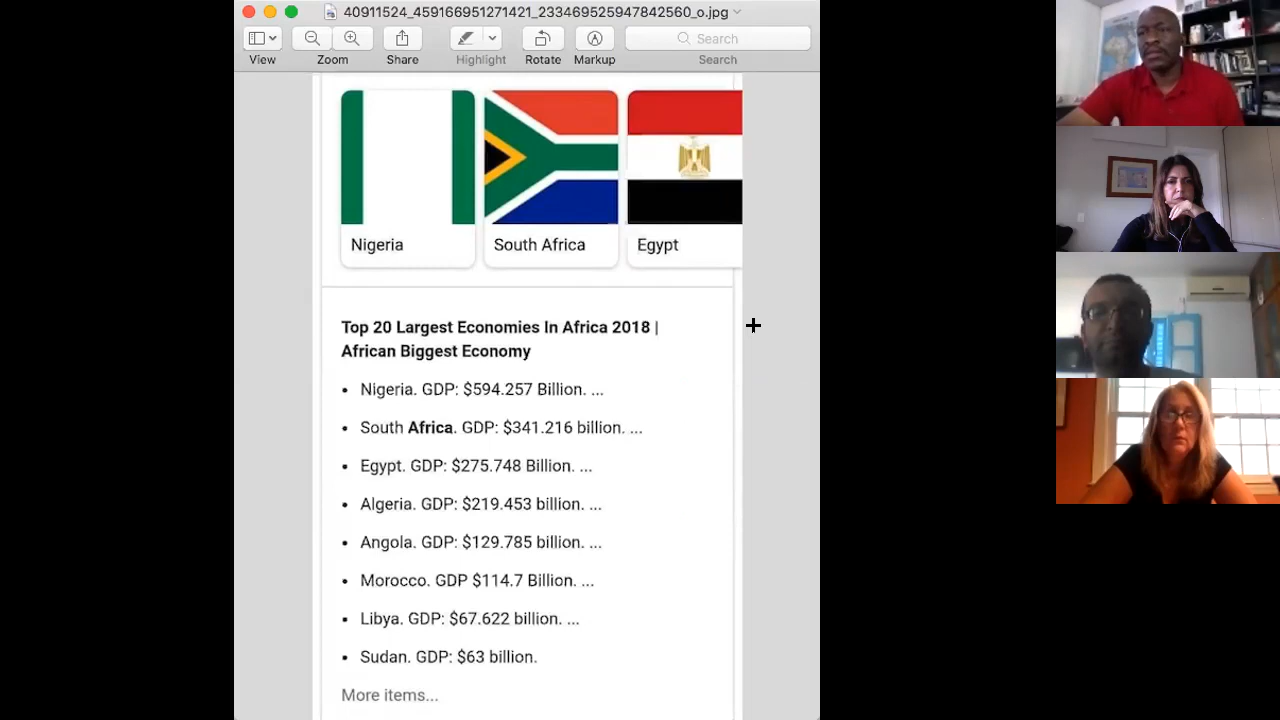 40911524_459166951271421_233469525947842560_o.jpg
View
Zoom
Share
Highlight
Rotate
Markup
Search
Search
Nigeria
South Africa
Egypt
Top 20 Largest Economies In Africa 2018 |
African Biggest Economy
• Nigeria. GDP: $594.257 Billion. ...
• South Africa. GDP: $341.216 billion. ...
• Egypt. GDP: $275.748 Billion. ...
• Algeria. GDP: $219.453 billion. ...
• Angola. GDP: $129.785 billion. ...
• Morocco. GDP $114.7 Billion. ...
• Libya. GDP: $67.622 billion. ...
• Sudan. GDP: $63 billion.
More items...